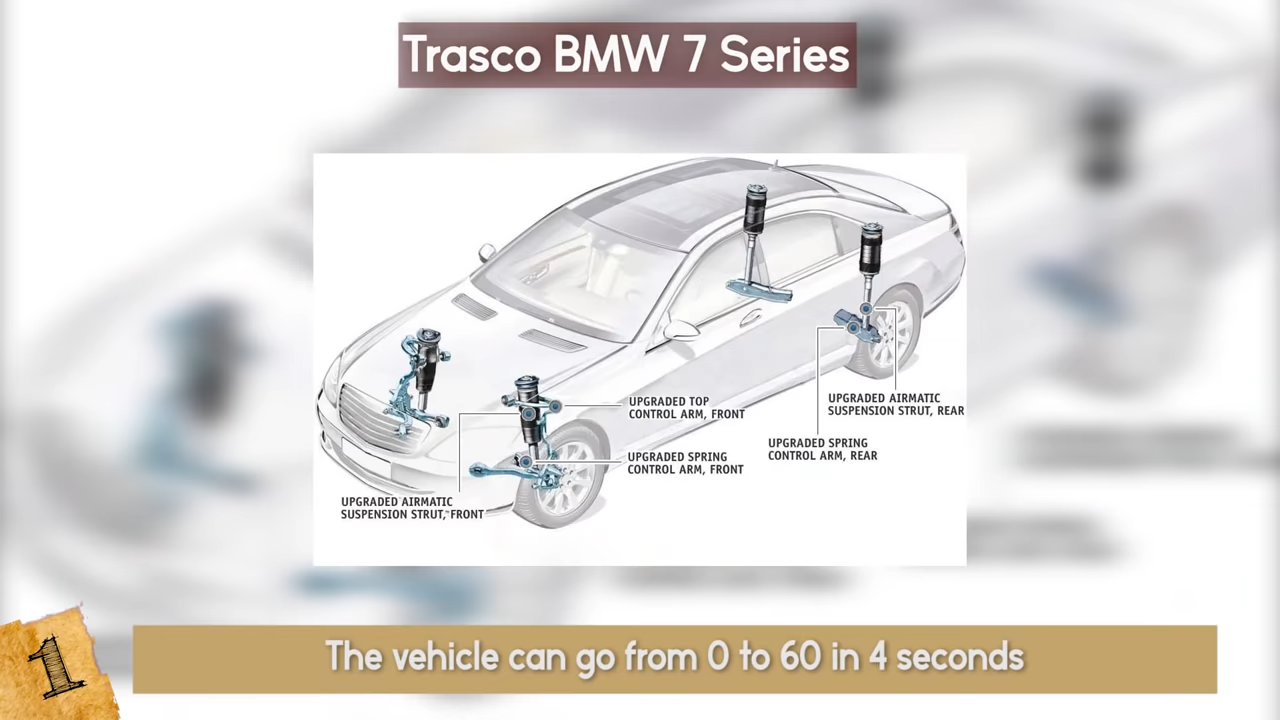 Trasco BMW 7 Series
UPGRADED TOP
CONTROL ARM, FRONT
UPGRADED AIRMATIC
SUSPENSION STRUT, REAR
UPGRADED SPRING
CONTROL ARM, REAR
UPGRADED SPRING
CONTROL ARM, FRONT
UPGRADED AIRMATIC
SUSPENSION STRUT, FRONT
1
The vehicle can go from 0 to 60 in 4 seconds